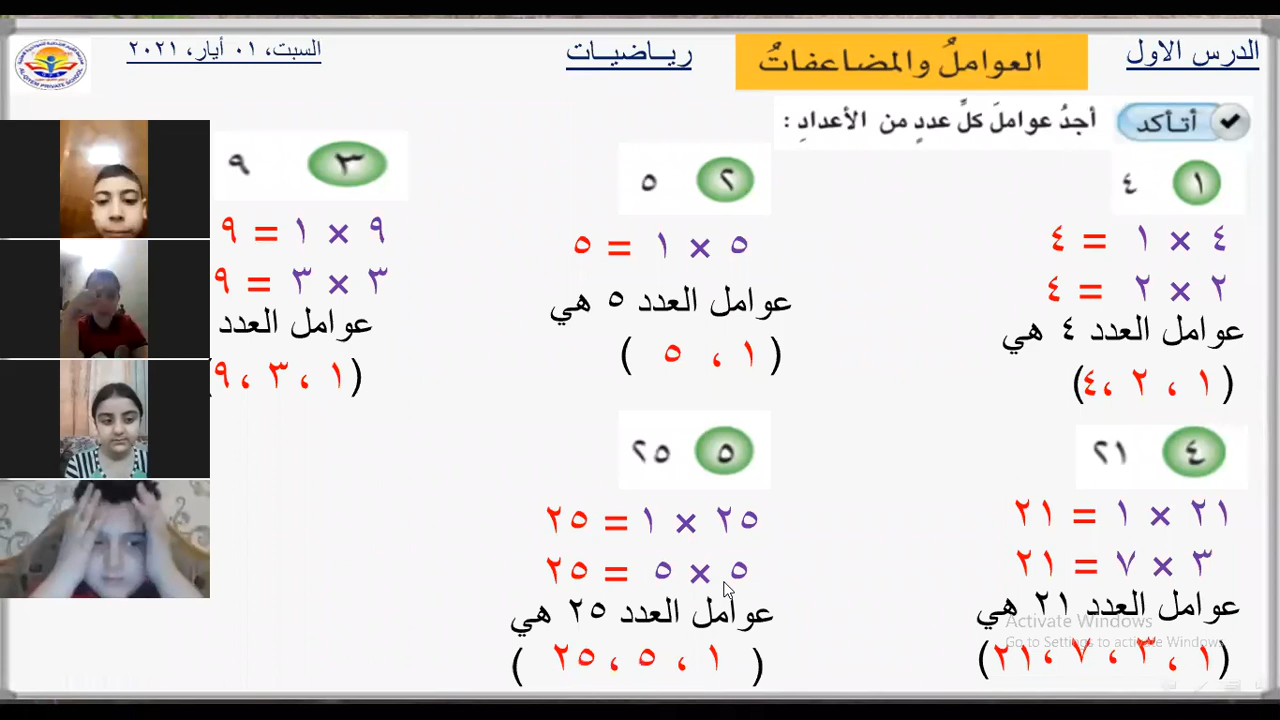 الدرس الاول
العواملُ والمضاعفاتُ
رياضيات
السبت، ٠١ أيار، ٢٠٢١
أتأكد
أجدُ عواملَ كلِّ عددٍ من الأعدادِ :
١ ٤
٤ × ١ = ٤
٢ × ٢ = ٤
عوامل العدد ٤ هي
(١ ، ٢ ،٤)
٢ ٥
٥ × ١ = ٥
عوامل العدد ٥ هي
(١ ، ٥ )
٣ ٩
٩ × ١ = ٩
٣ × ٣ = ٩
عوامل العدد
(١ ، ٣ ،٩)
٤ ٢١
٢١ × ١ = ٢١
٣ × ٧ = ٢١
عوامل العدد ٢١ هي
(١ ، ٣ ، ٧ ،٢١)
٥ ٢٥
٢٥ × ١ = ٢٥
٥ × ٥ = ٢٥
عوامل العدد ٢٥ هي
( ١ ، ٥ ،٢٥ )
Activate Windows
Go to Settings to activate Windows.